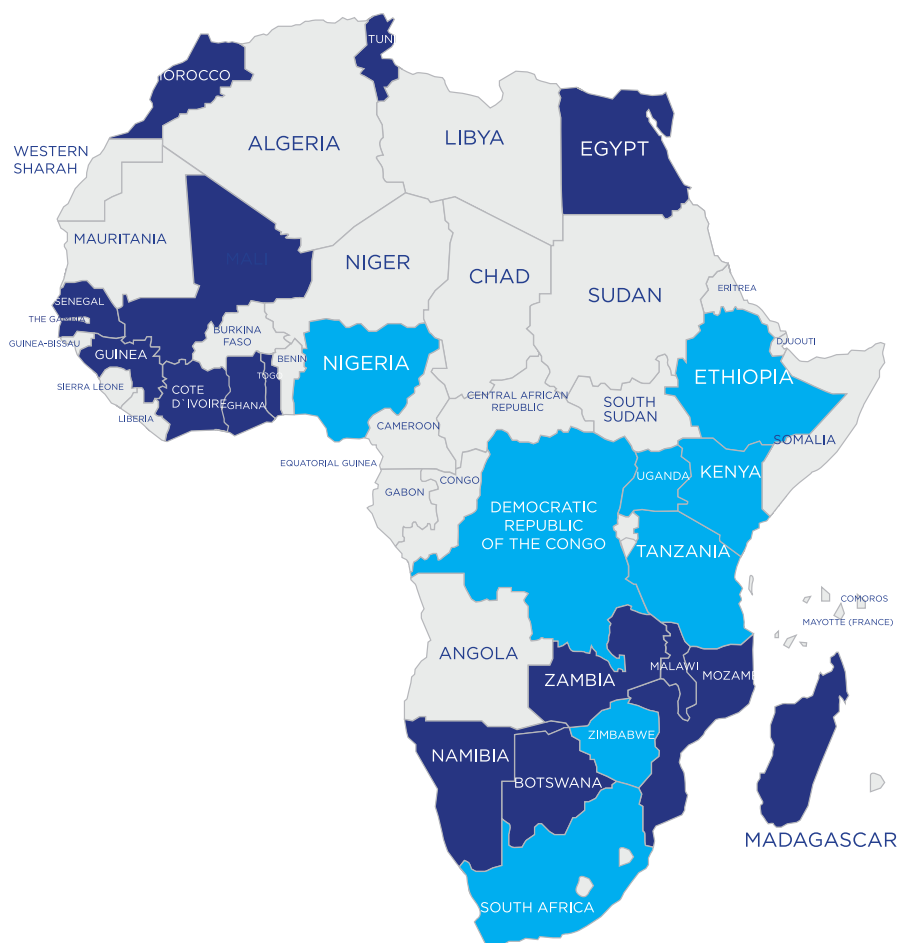 TUN
MOROCCO
ALGERIA
LIBYA
EGYPT
WESTERN
SHARAH
MAURITANIA
MALI
NIGER
CHAD
SUDAN
ERITREA
SENEGAL
THE GAMBIA
GUINEA-BISSAU
GUINEA
BURKINA
FASO
BENIN
TOGO
NIGERIA
DJUOUTI
ETHIOPIA
SIERRA LEONE
COTE
D`IVOIRE
GHANA
LIBERIA
CENTRAL AFRICAN
REPUBLIC
SOUTH
SUDAN
CAMEROON
SOMALIA
EQUATORIAL GUINEA
CONGO
GABON
UGANDA
KENYA
DEMOCRATIC
REPUBLIC
OF THE CONGO
TANZANIA
COMOROS
MAYOTTE (FRANCE)
ANGOLA
ZAMBIA
MALAWI
MOZAM
NAMIBIA
ZIMBABWE
BOTSWANA
MADAGASCAR
SOUTH AFRICA